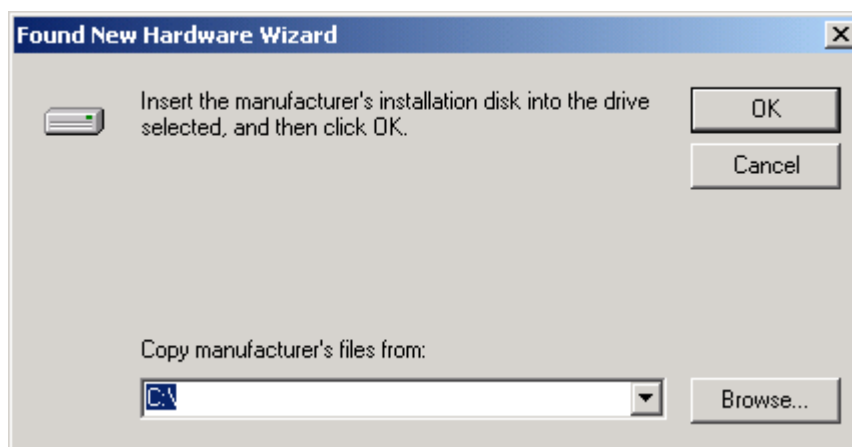 Found New Hardware Wizard
Insert the manufacturer's installation disk into the drive
selected, and then click OK.
OK
Cancel
Copy manufacturer's files from:
C:\
Browse...